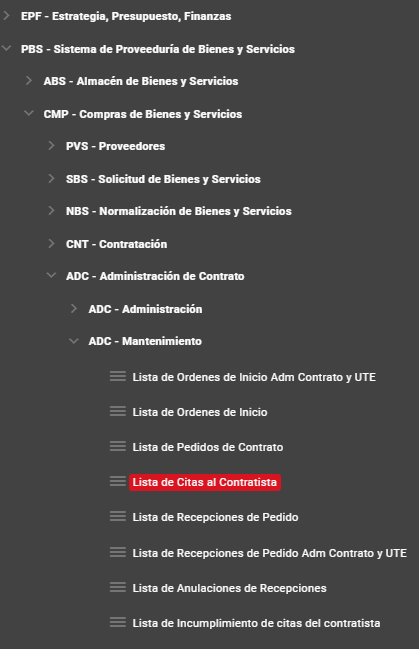 EPF - Estrategia, Presupuesto, Finanzas
PBS - Sistema de Proveeduría de Bienes y Servicios
ABS - Almacén de Bienes y Servicios
CMP - Compras de Bienes y Servicios
PVS - Proveedores
SBS - Solicitud de Bienes y Servicios
NBS - Normalización de Bienes y Servicios
CNT - Contratación
ADC - Administración de Contrato
ADC - Administración
ADC - Mantenimiento
Lista de Ordenes de Inicio Adm Contrato y UTE
Lista de Ordenes de Inicio
Lista de Pedidos de Contrato
Lista de Citas al Contratista
Lista de Recepciones de Pedido
Lista de Recepciones de Pedido Adm Contrato y UTE
Lista de Anulaciones de Recepciones
Lista de Incumplimiento de citas del contratista